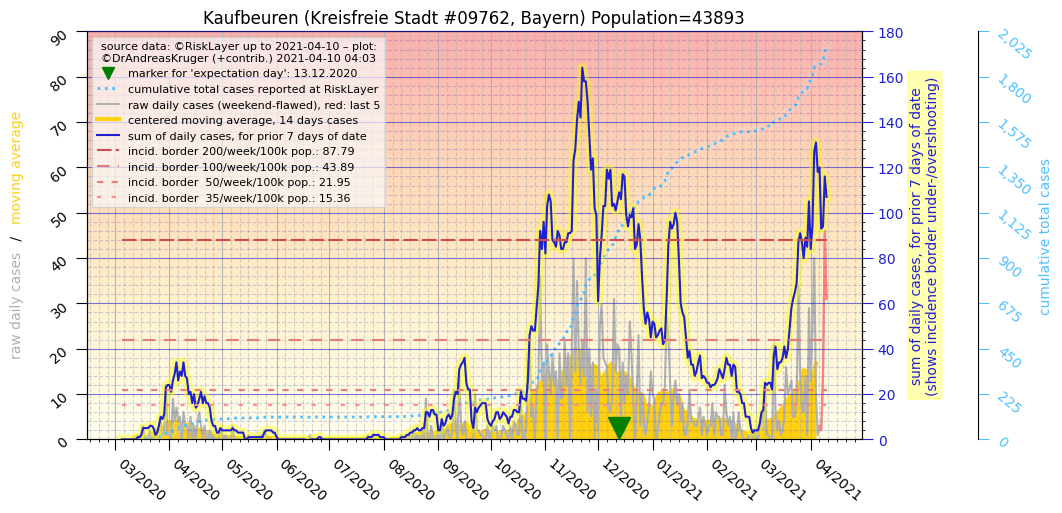 Kaufbeuren (Kreisfreie Stadt #09762, Bayern) Population=43893
source data: ©RiskLayer up to 2021-04-10 – plot:
©DrAndreasKruger (+contrib.) 2021-04-10 04:03
marker for 'expectation day': 13.12.2020
cumulative total cases reported at RiskLayer
raw daily cases (weekend-flawed), red: last 5
centered moving average, 14 days cases
sum of daily cases, for prior 7 days of date
incid. border 200/week/100k pop.: 87.79
incid. border 100/week/100k pop.: 43.89
incid. border  50/week/100k pop.: 21.95
incid. border  35/week/100k pop.: 15.36
raw daily cases  /  moving average
90
80
70
60
50
40
30
20
10
0
03/2020
04/2020
05/2020
06/2020
07/2020
08/2020
09/2020
10/2020
11/2020
12/2020
01/2021
02/2021
03/2021
04/2021
180
160
140
120
100
80
60
40
20
0
sum of daily cases, for prior 7 days of date
(shows incidence border under-/overshooting)
2,025
1,800
1,575
1,350
1,125
900
675
450
225
0
cumulative total cases